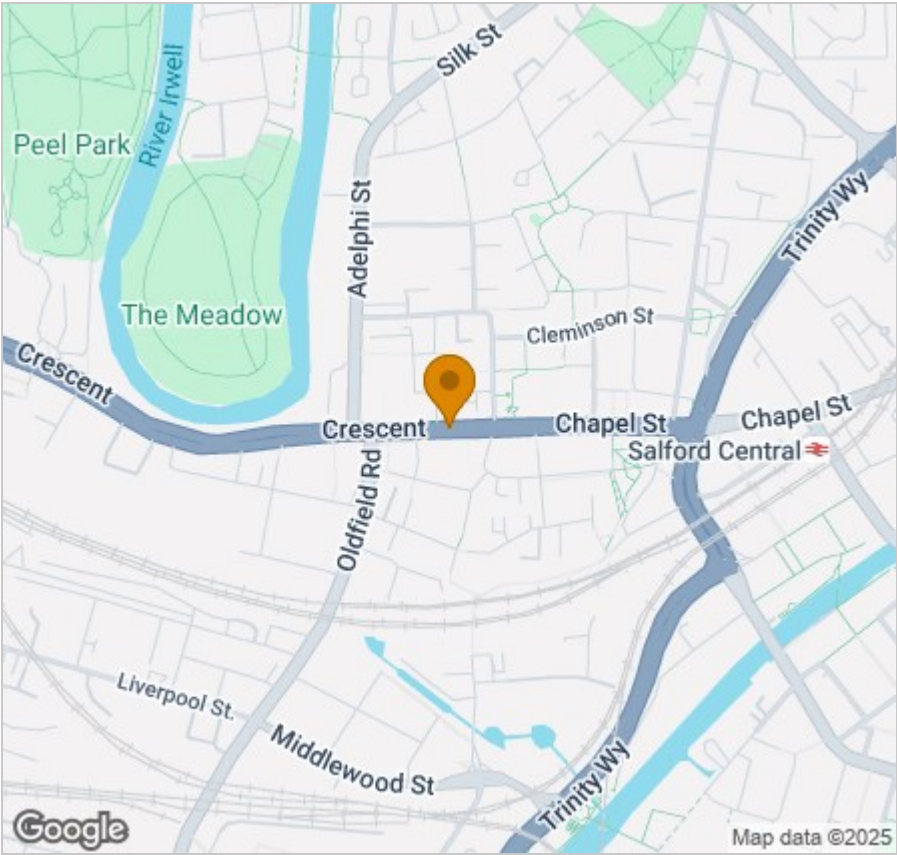 Silk St
River Irwell
Peel Park
Trinity Wy
Adelphi St
The Meadow
Cleminson St
Crescent
Crescent
Chapel St
Chapel St
Salford Central
Oldfield Rd
Liverpool St.
Middlewood St
Trinity Wy
Google
Map data ©2025